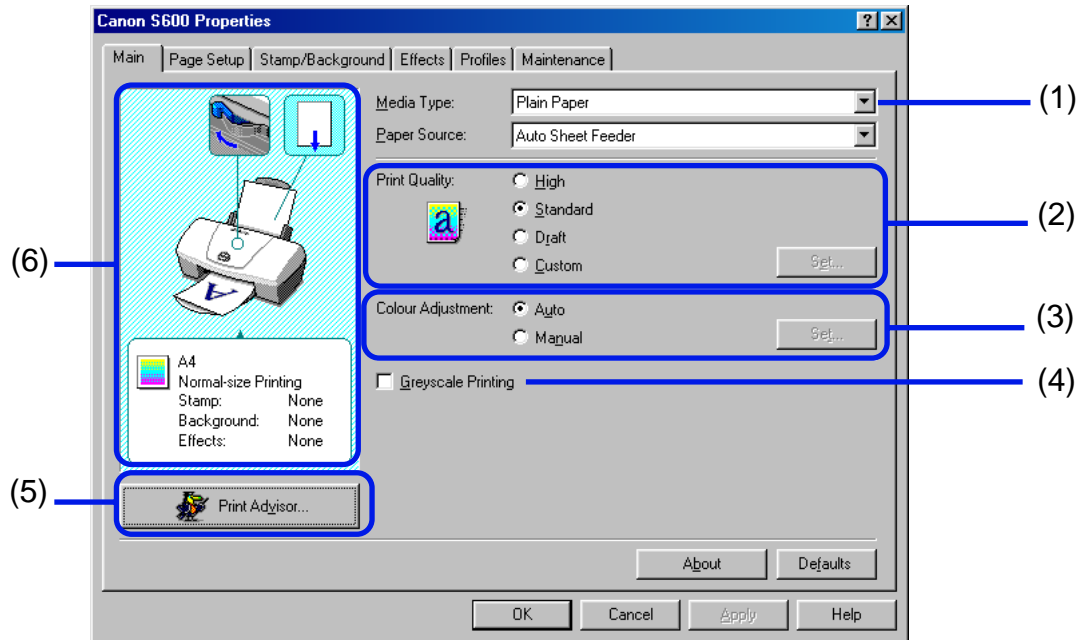 Canon S600 Properties
Main Page Setup Stamp/Background Effects Profiles Maintenance
Media Type: Plain Paper (1)
Paper Source: Auto Sheet Feeder
Print Quality: High
Standard
a
Draft
Custom Set...
(2)
Colour Adjustment: Auto
Manual Set...
(3)
Greyscale Printing (4)
(6)
A
A4
Normal-size Printing
Stamp: None
Background: None
Effects: None
(5) Print Advisor...
About Defaults
OK Cancel Apply Help